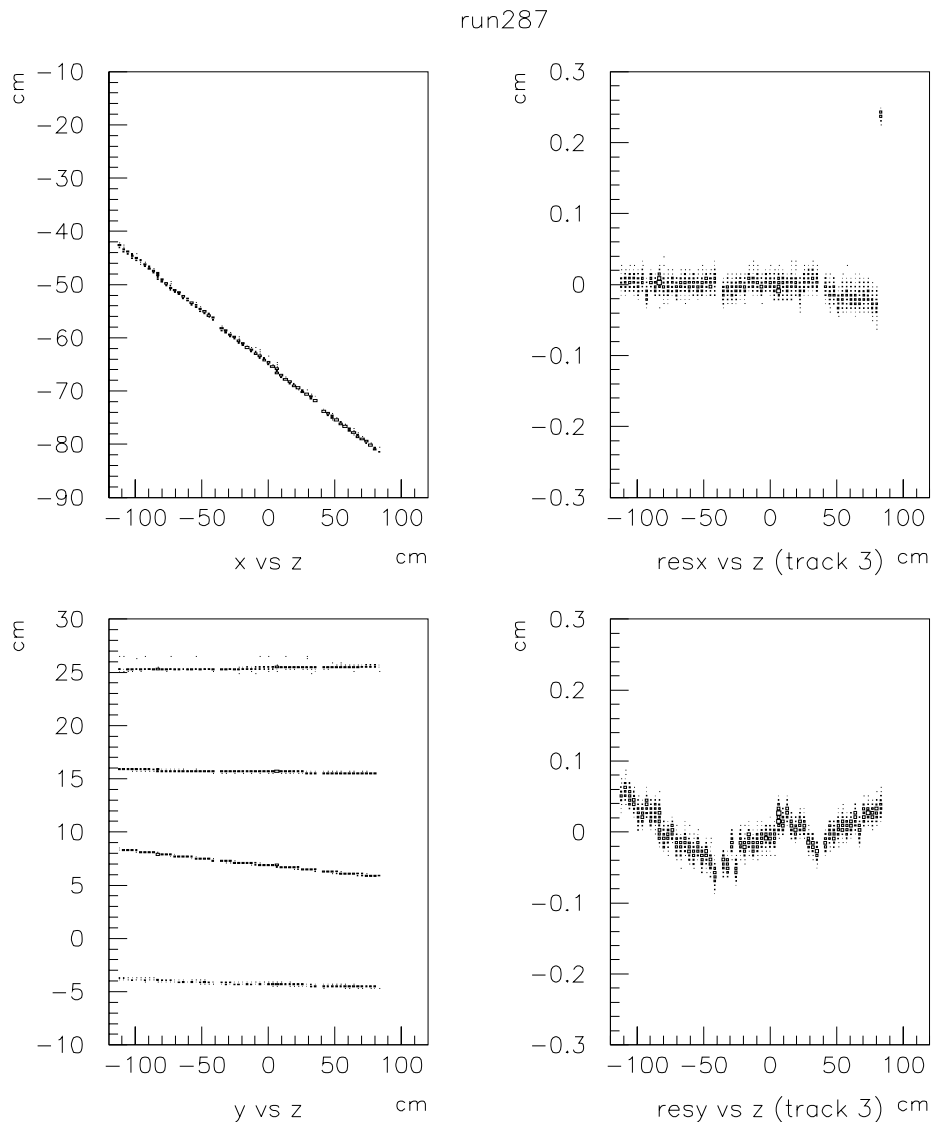 run287
cm
−10
−20
−30
−40
−50
−60
−70
−80
−90
−100 −50 0 50 100
x vs z cm
cm
0.3
0.2
0.1
0
−0.1
−0.2
−0.3
−100 −50 0 50 100
resx vs z (track 3) cm
cm
30
25
20
15
10
5
0
−5
−10
−100 −50 0 50 100
y vs z cm
cm
0.3
0.2
0.1
0
−0.1
−0.2
−0.3
−100 −50 0 50 100
resy vs z (track 3) cm